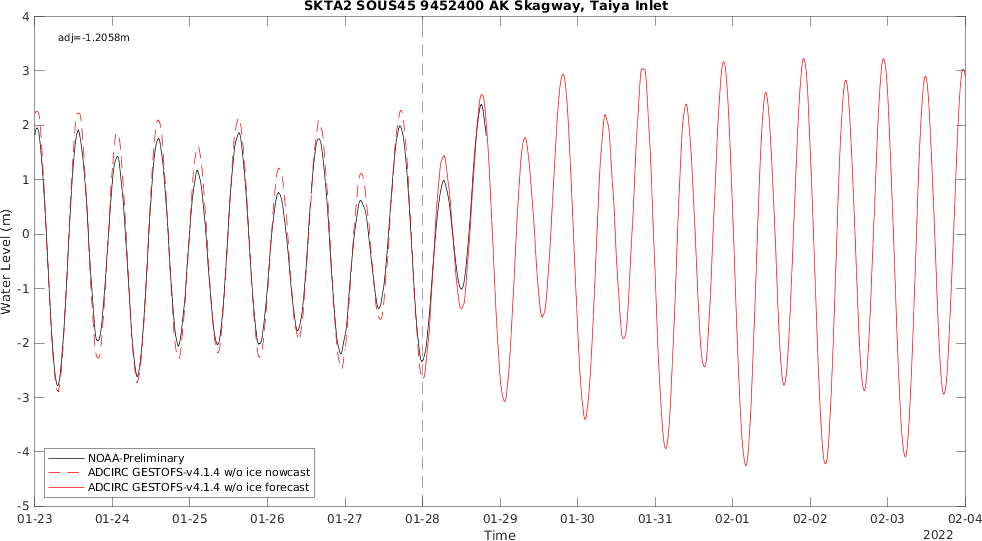 SKTA2 SOUS45 9452400 AK Skagway, Taiya Inlet
adj=-1.2058m
4
3
2
1
0
-1
-2
-3
-4
-5
Water Level (m)
NOAA-Preliminary
ADCIRC GESTOFS-v4.1.4 w/o ice nowcast
ADCIRC GESTOFS-v4.1.4 w/o ice forecast
01-23 01-24 01-25 01-26 01-27 01-28 01-29 01-30 01-31 02-01 02-02 02-03 02-04
Time
2022